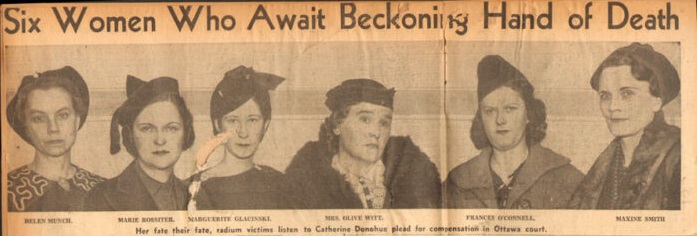 Six Women Who Await Beckoning Hand of Death
HELEN MUNCH. MARIE ROSSITER. MARGUERITE GLACINSKI. MRS. OLIVE WITT. FRANCES O'CONNELL. MAXINE SMITH
Her fate their fate, radium victims listen to Catherine Donohue plead for compensation in Ottawa court.